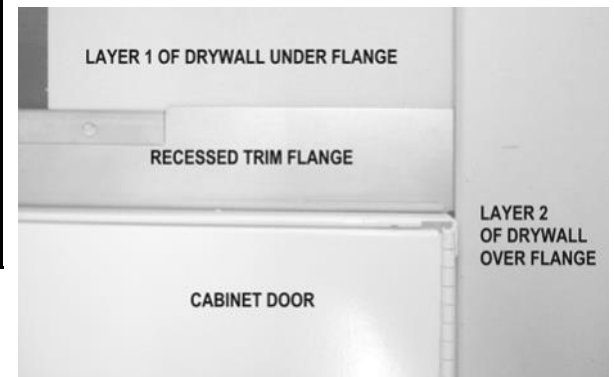 LAYER 1 OF DRYWALL UNDER FLANGE
RECESSED TRIM FLANGE
LAYER 2
OF DRYWALL
OVER FLANGE
CABINET DOOR